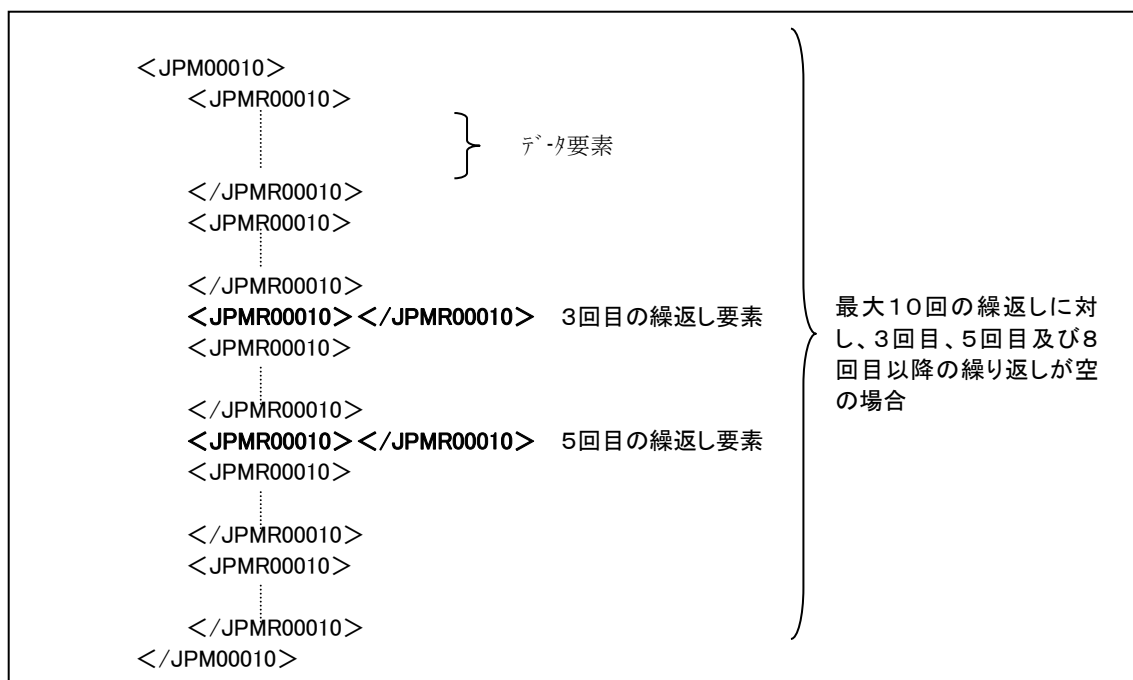 ＜JPM00010＞
＜JPMR00010＞
ﾃﾞｰﾀ要素
＜/JPMR00010＞
＜JPMR00010＞
＜/JPMR00010＞
＜JPMR00010＞＜/JPMR00010＞ 3回目の繰返し要素
＜JPMR00010＞
＜/JPMR00010＞
＜JPMR00010＞＜/JPMR00010＞ 5回目の繰返し要素
＜JPMR00010＞
＜/JPMR00010＞
＜JPMR00010＞
＜/JPMR00010＞
＜/JPM00010＞
最大１０回の繰返しに対
し、３回目、５回目及び８
回目以降の繰り返しが空
の場合